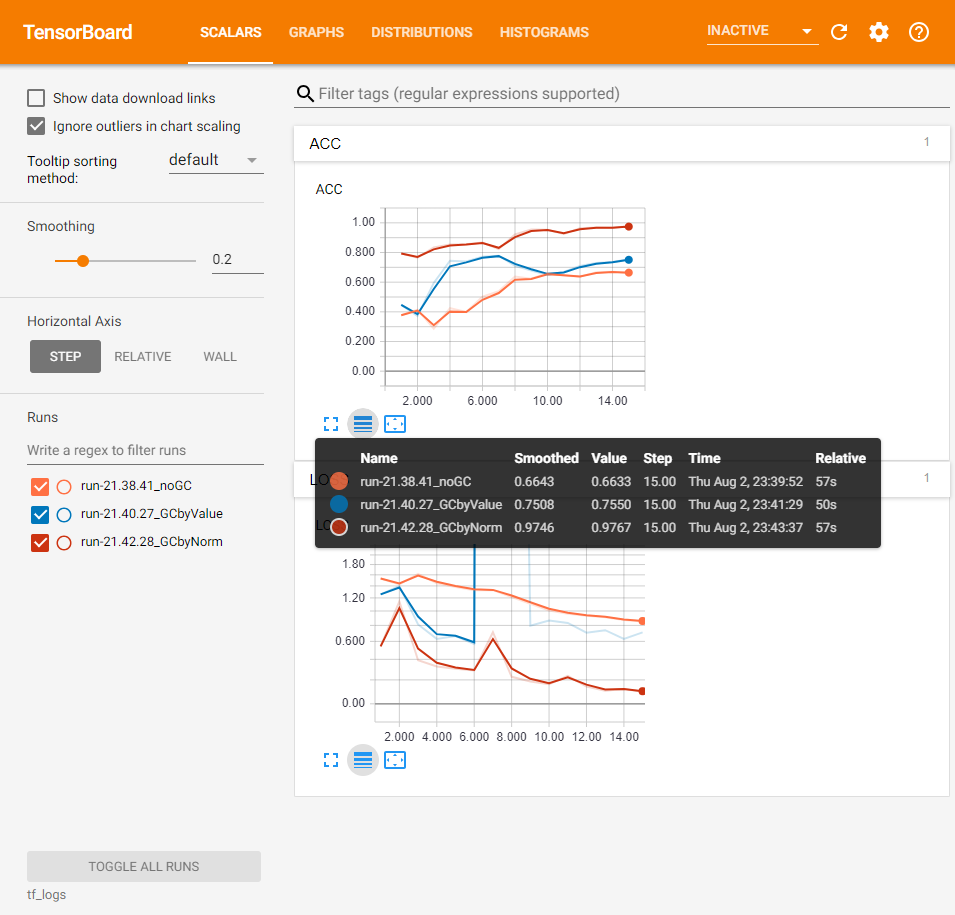 TensorBoard SCALARS GRAPHS DISTRIBUTIONS HISTOGRAMS INACTIVE
Show data download links
Ignore outliers in chart scaling
Tooltip sorting
method:
default
Smoothing
0.2
Horizontal Axis
STEP RELATIVE WALL
Runs
Write a regex to filter runs
run-21.38.41_noGC
run-21.40.27_GCbyValue
run-21.42.28_GCbyNorm
TOGGLE ALL RUNS
tf_logs
Filter tags (regular expressions supported)
ACC 1
ACC
1.00
0.800
0.600
0.400
0.200
0.00
2.000 6.000 10.00 14.00
Name Smoothed Value Step Time Relative
run-21.38.41_noGC 0.6643 0.6633 15.00 Thu Aug 2, 23:39:52 57s
run-21.40.27_GCbyValue 0.7508 0.7550 15.00 Thu Aug 2, 23:41:29 50s
run-21.42.28_GCbyNorm 0.9746 0.9767 15.00 Thu Aug 2, 23:43:37 57s
1
1.80
1.20
0.600
0.00
2.000 4.000 6.000 8.000 10.00 12.00 14.00